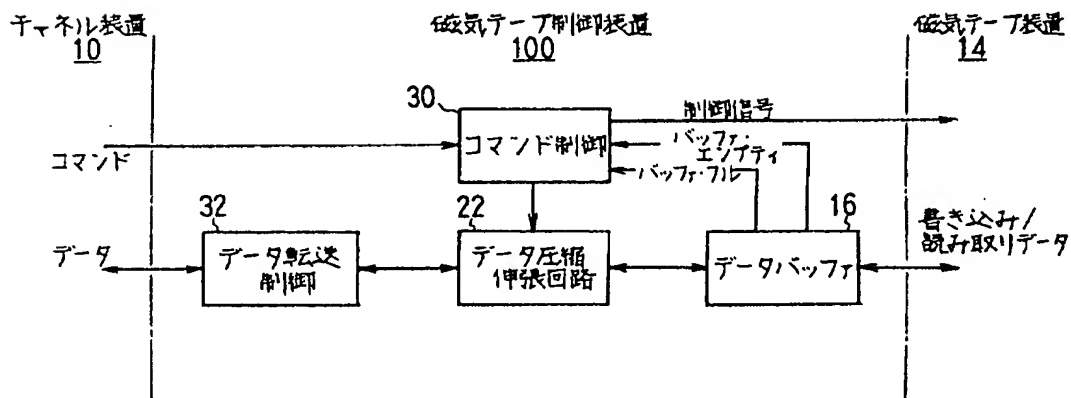 チャネル装置
10
磁気テープ制御装置
100
磁気テープ装置
14
30
コマンド制御
制御信号
バッファ・
エンプティ
バッファ・フル
コマンド
32
22
16
データ
データ転送
制御
データ圧縮
伸張回路
データバッファ
書き込み/
読み取りデータ